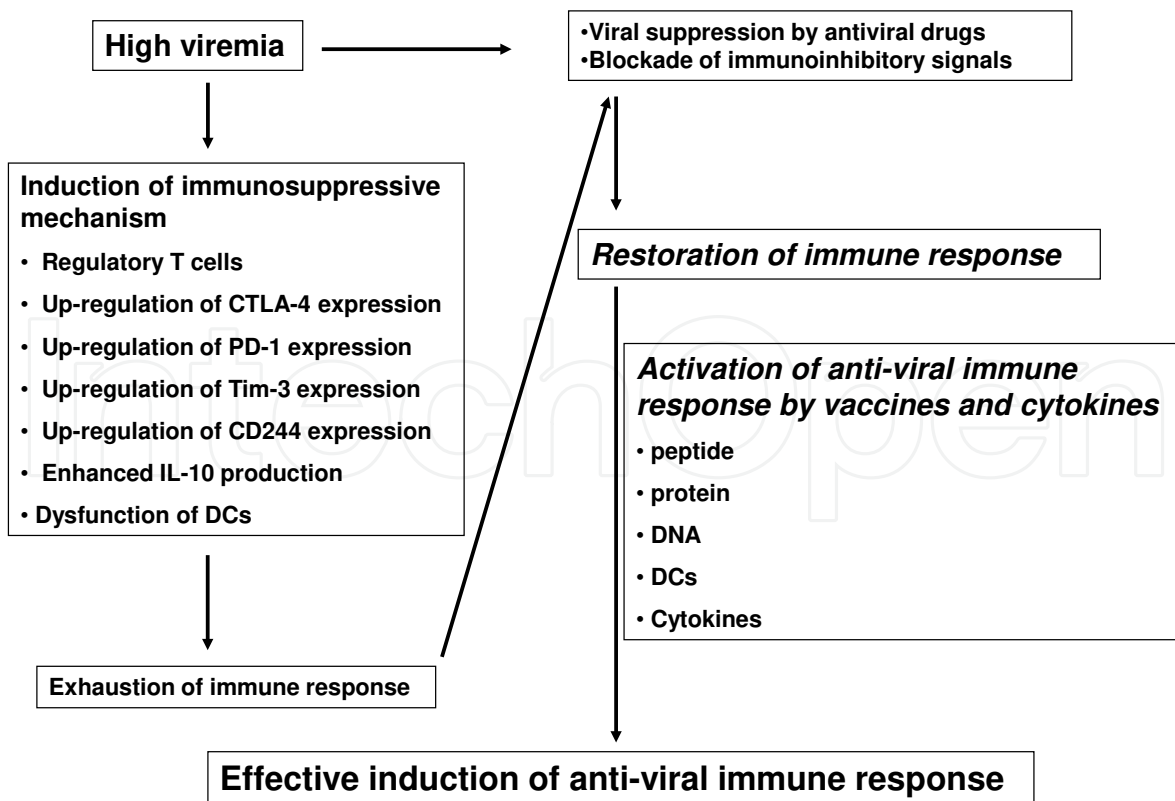 High viremia
•Viral suppression by antiviral drugs
•Blockade of immunoinhibitory signals
Induction of immunosuppressive
mechanism
• Regulatory T cells
• Up-regulation of CTLA-4 expression
• Up-regulation of PD-1 expression
• Up-regulation of Tim-3 expression
• Up-regulation of CD244 expression
• Enhanced IL-10 production
• Dysfunction of DCs
Exhaustion of immune response
Restoration of immune response
Activation of anti-viral immune
response by vaccines and cytokines
• peptide
• protein
• DNA
• DCs
• Cytokines
Effective induction of anti-viral immune response
IntechOpen